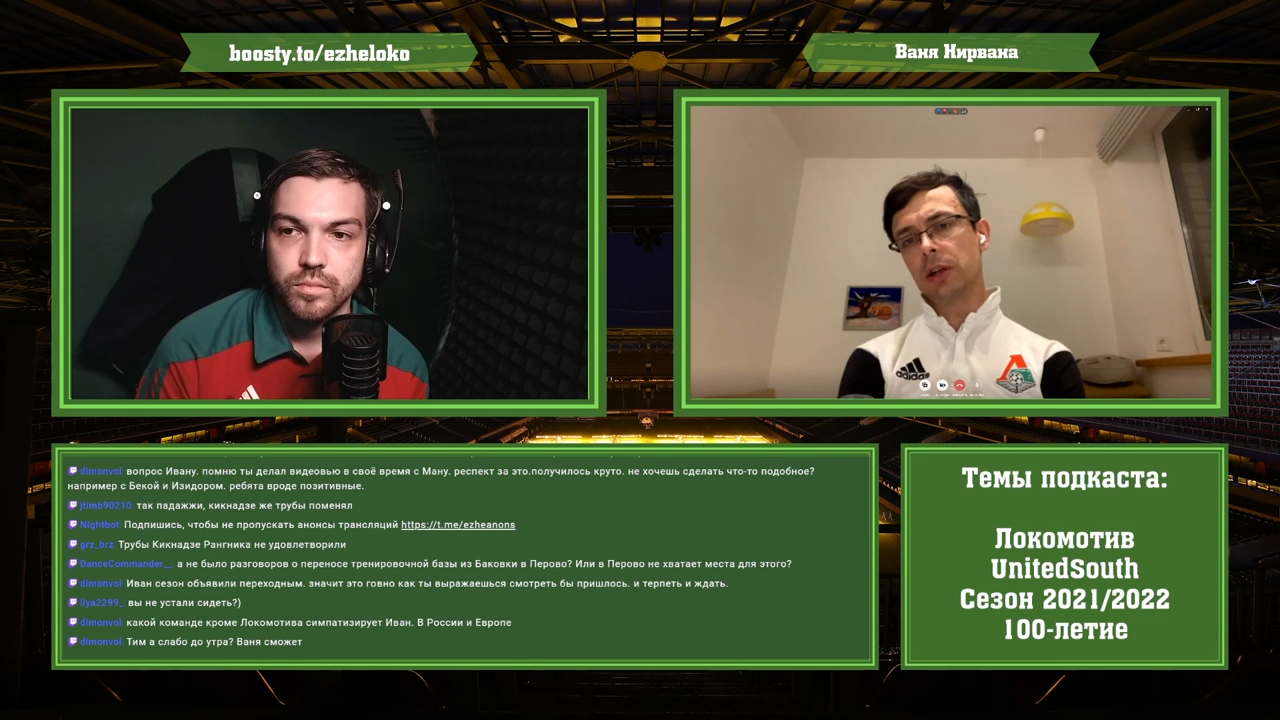 boosty.to/ezheloko
Ваня Нирвана
adidas
dimonvol: вопрос Ивану. помню ты делал видеовью в своё время с Ману. респект за это.получилось круто. не хочешь сделать что-то подобное?
например с Бекой и Изидором. ребята вроде позитивные.
jtimb90210: так падажжи, кикнадзе же трубы поменял
Nightbot: Подпишись, чтобы не пропускать анонсы трансляций https://t.me/ezheanons
grz_brz: Трубы Кикнадзе Рангника не удовлетворили
DanceCommander__: а не было разговоров о переносе тренировочной базы из Баковки в Перово? Или в Перово не хватает места для этого?
dimonvol: Иван сезон объявили переходным. значит это говно как ты выражаешься смотреть бы пришлось. и терпеть и ждать.
Ilya2299_: вы не устали сидеть?)
dimonvol: какой команде кроме Локомотива симпатизирует Иван. В России и Европе
dimonvol: Тим а слабо до утра? Ваня сможет
Темы подкаста:
Локомотив
UnitedSouth
Сезон 2021/2022
100-летие